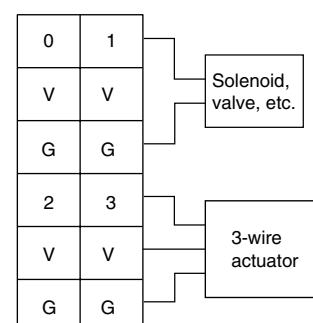 0 1
V V
G G
2 3
V V
G G
Solenoid,
valve, etc.
3-wire
actuator